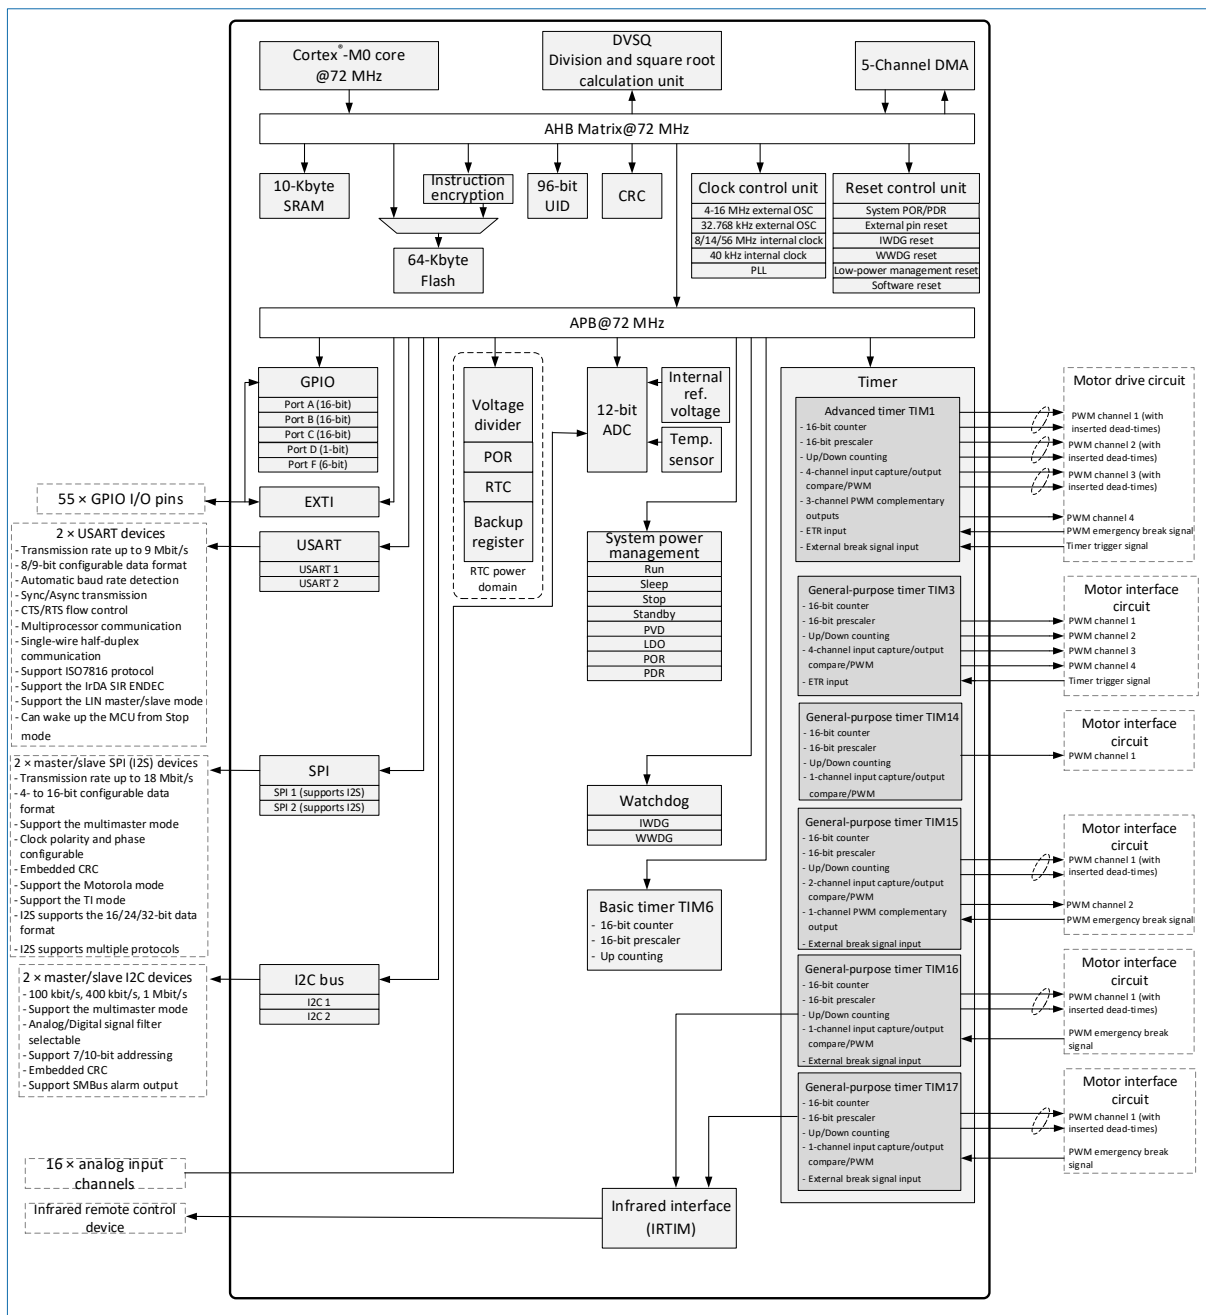 Cortex®-M0 core
@72 MHz
DVSQ
Division and square root
calculation unit
5-Channel DMA
AHB Matrix@72 MHz
10-Kbyte
SRAM
Instruction
encryption
96-bit
UID
CRC
64-Kbyte
Flash
Clock control unit
4-16 MHz external OSC
32.768 kHz external OSC
8/14/56 MHz internal clock
40 kHz internal clock
PLL
Reset control unit
System POR/PDR
External pin reset
IWDG reset
WWDG reset
Low-power management reset
Software reset
APB@72 MHz
GPIO
Port A (16-bit)
Port B (16-bit)
Port C (16-bit)
Port D (1-bit)
Port F (6-bit)
EXTI
USART
USART 1
USART 2
SPI
SPI 1 (supports I2S)
SPI 2 (supports I2S)
I2C bus
I2C 1
I2C 2
Voltage
divider
POR
RTC
Backup
register
RTC power
domain
12-bit
ADC
Internal
ref.
voltage
Temp.
sensor
System power
management
Run
Sleep
Stop
Standby
PVD
LDO
POR
PDR
Watchdog
IWDG
WWDG
Basic timer TIM6
- 16-bit counter
- 16-bit prescaler
- Up counting
Infrared interface
(IRTIM)
Timer
Advanced timer TIM1
- 16-bit counter
- 16-bit prescaler
- Up/Down counting
- 4-channel input capture/output
compare/PWM
- 3-channel PWM complementary
outputs
- ETR input
- External break signal input
General-purpose timer TIM3
- 16-bit counter
- 16-bit prescaler
- Up/Down counting
- 4-channel input capture/output
compare/PWM
- ETR input
General-purpose timer TIM14
- 16-bit counter
- 16-bit prescaler
- Up/Down counting
- 1-channel input capture/output
compare/PWM
General-purpose timer TIM15
- 16-bit counter
- 16-bit prescaler
- Up/Down counting
- 2-channel input capture/output
compare/PWM
- 1-channel PWM complementary
output
- External break signal input
General-purpose timer TIM16
- 16-bit counter
- 16-bit prescaler
- Up/Down counting
- 1-channel input capture/output
compare/PWM
- External break signal input
General-purpose timer TIM17
- 16-bit counter
- 16-bit prescaler
- Up/Down counting
- 1-channel input capture/output
compare/PWM
- External break signal input
55 × GPIO I/O pins
2 × USART devices
- Transmission rate up to 9 Mbit/s
- 8/9-bit configurable data format
- Automatic baud rate detection
- Sync/Async transmission
- CTS/RTS flow control
- Multiprocessor communication
- Single-wire half-duplex
communication
- Support ISO7816 protocol
- Support the IrDA SIR ENDEC
- Support the LIN master/slave mode
- Can wake up the MCU from Stop
mode
2 × master/slave SPI (I2S) devices
- Transmission rate up to 18 Mbit/s
- 4- to 16-bit configurable data
format
- Support the multimaster mode
- Clock polarity and phase
configurable
- Embedded CRC
- Support the Motorola mode
- Support the TI mode
- I2S supports the 16/24/32-bit data
format
- I2S supports multiple protocols
2 × master/slave I2C devices
- 100 kbit/s, 400 kbit/s, 1 Mbit/s
- Support the multimaster mode
- Analog/Digital signal filter
selectable
- Support 7/10-bit addressing
- Embedded CRC
- Support SMBus alarm output
16 × analog input
channels
Infrared remote control
device
Motor drive circuit
PWM channel 1 (with
inserted dead-times)
PWM channel 2 (with
inserted dead-times)
PWM channel 3 (with
inserted dead-times)
PWM channel 4
PWM emergency break signal
Timer trigger signal
Motor interface
circuit
PWM channel 1
PWM channel 2
PWM channel 3
PWM channel 4
Timer trigger signal
Motor interface
circuit
PWM channel 1
Motor interface
circuit
PWM channel 1 (with
inserted dead-times)
PWM channel 2
PWM emergency break signal
Motor interface
circuit
PWM channel 1 (with
inserted dead-times)
PWM emergency break
signal
Motor interface
circuit
PWM channel 1 (with
inserted dead-times)
PWM emergency break
signal